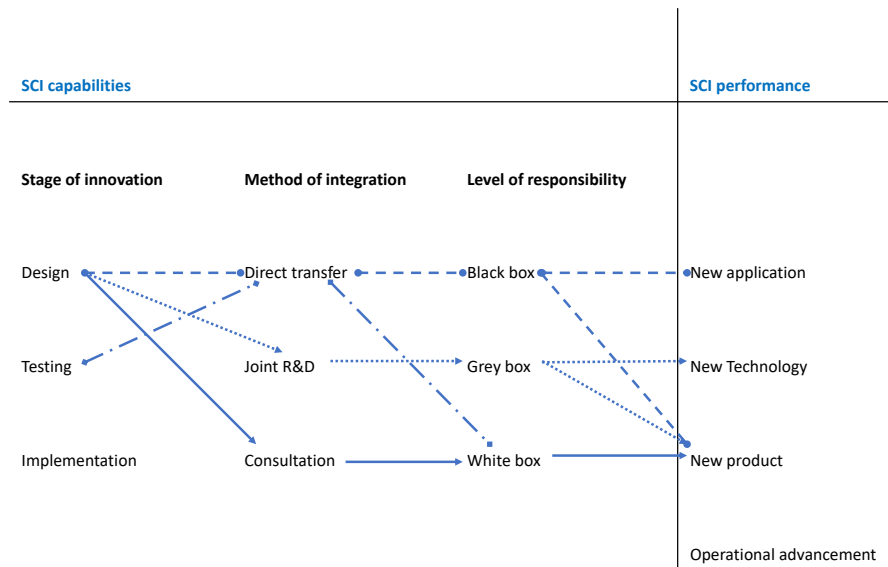 SCI capabilities
SCI performance
Stage of innovation
Method of integration
Level of responsibility
Design
Direct transfer
Black box
New application
Testing
Joint R&D
Grey box
New Technology
Implementation
Consultation
White box
New product
Operational advancement